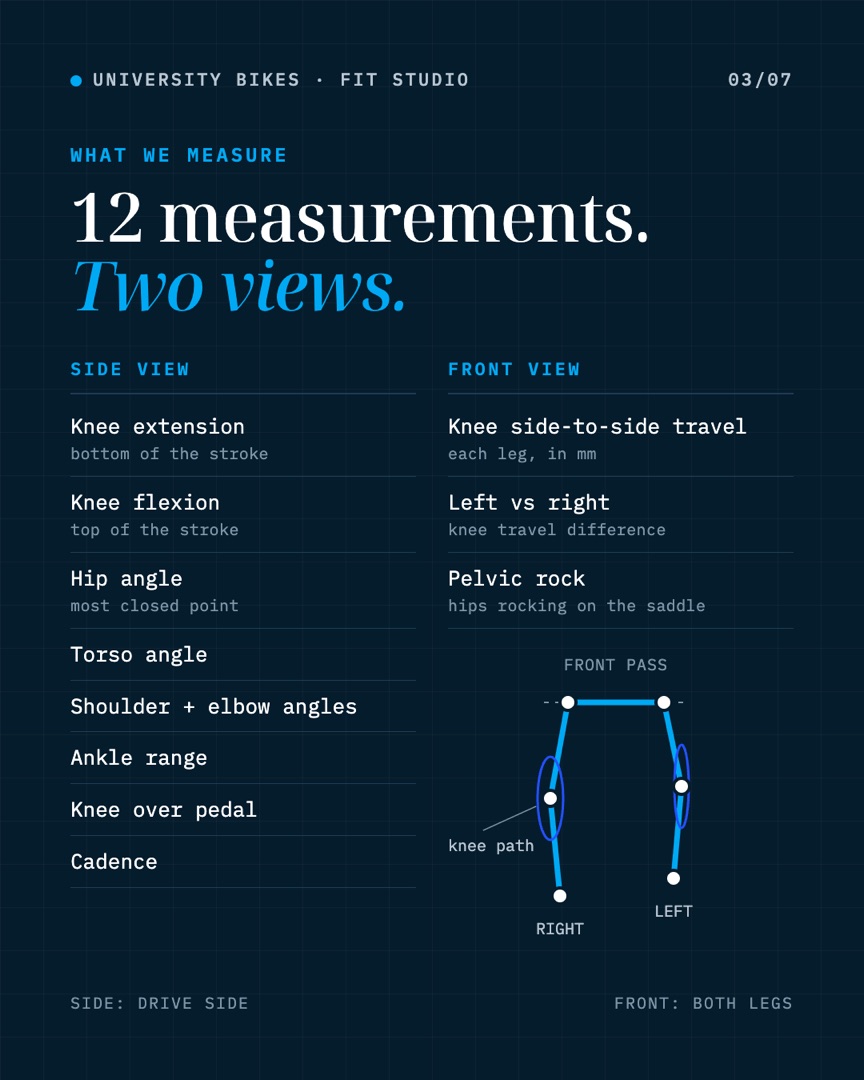 UNIVERSITY BIKES · FIT STUDIO
03/07
WHAT WE MEASURE
12 measurements.
Two views.
SIDE VIEW
Knee extension
bottom of the stroke
Knee flexion
top of the stroke
Hip angle
most closed point
Torso angle
Shoulder + elbow angles
Ankle range
Knee over pedal
Cadence
FRONT VIEW
Knee side-to-side travel
each leg, in mm
Left vs right
knee travel difference
Pelvic rock
hips rocking on the saddle
FRONT PASS
knee path
LEFT
RIGHT
SIDE: DRIVE SIDE
FRONT: BOTH LEGS